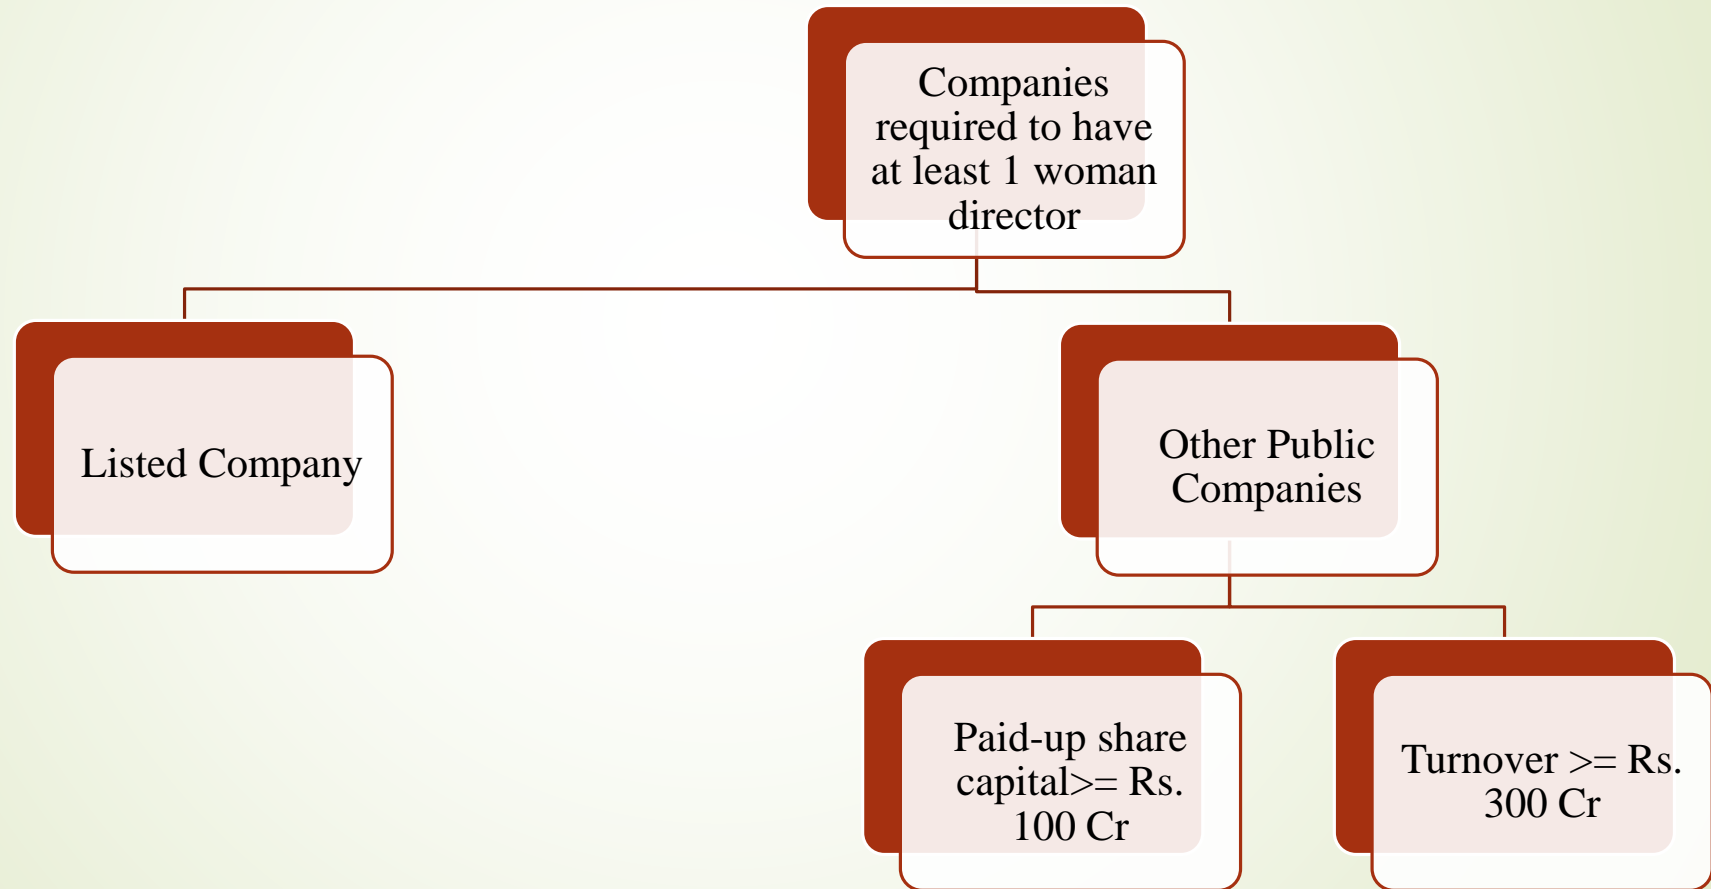 Companies
required to have
at least 1 woman
director
Listed Company
Other Public
Companies
Paid-up share
capital>= Rs.
100 Cr
Turnover >= Rs.
300 Cr